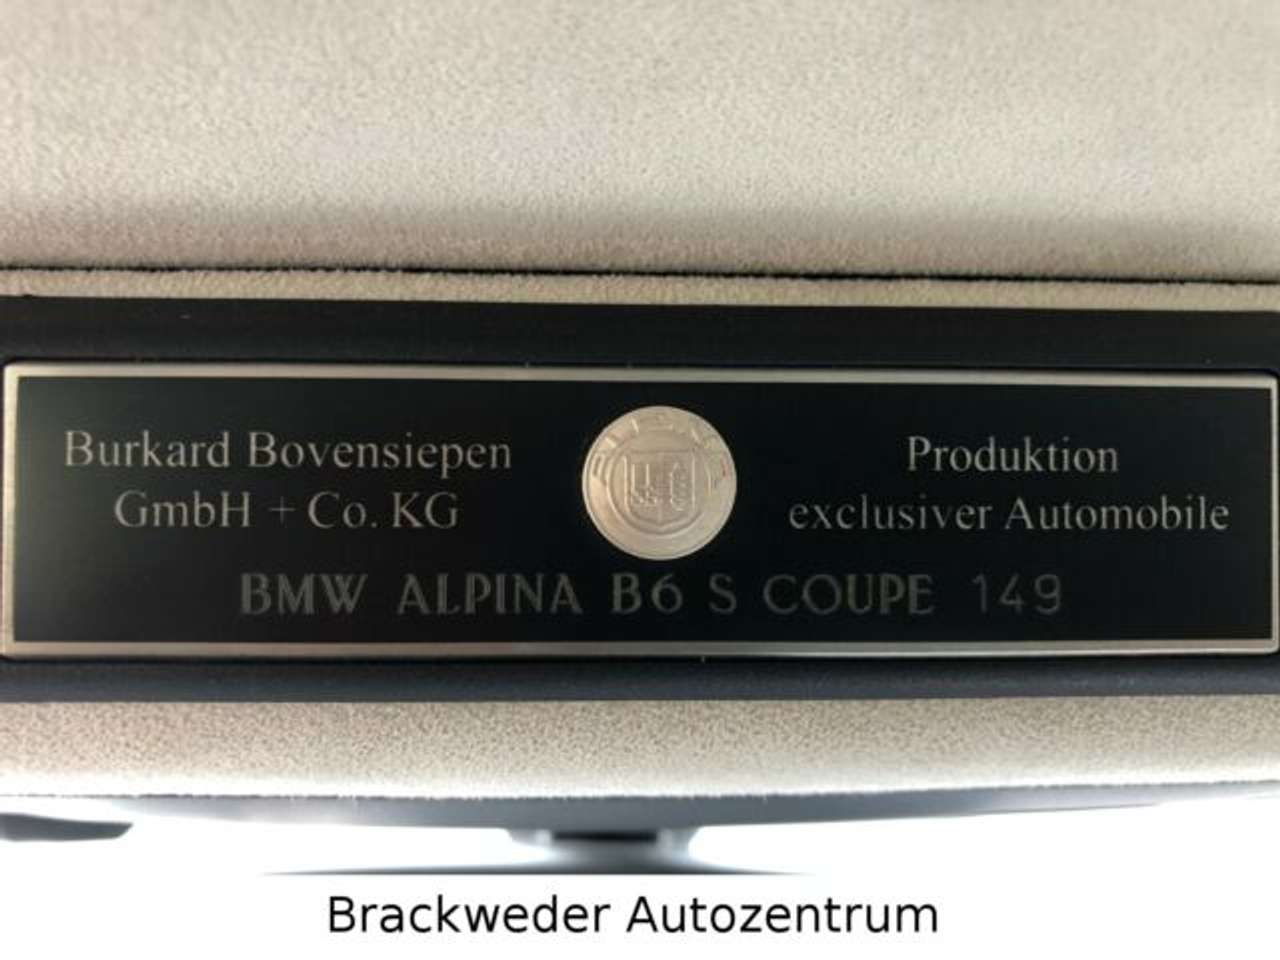 Burkard Bovensiepen
GmbH + Co. KG
Produktion
exclusiver Automobile
BMW ALPINA B6 S COUPE 149
Brackweder Autozentrum